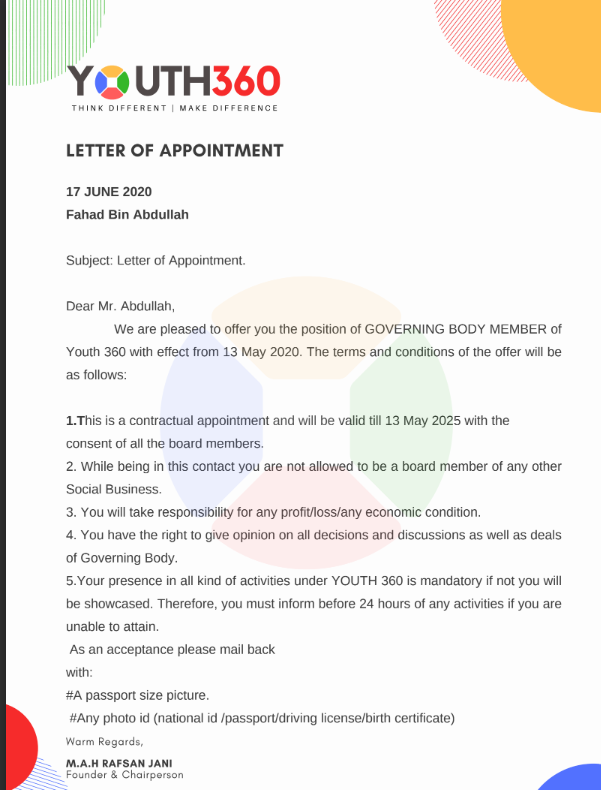 YOUTH360
THINK DIFFERENT | MAKE DIFFERENCE
LETTER OF APPOINTMENT
17 JUNE 2020
Fahad Bin Abdullah
Subject: Letter of Appointment.
Dear Mr. Abdullah,
We are pleased to offer you the position of GOVERNING BODY MEMBER of
Youth 360 with effect from 13 May 2020. The terms and conditions of the offer will be
as follows:
1.This is a contractual appointment and will be valid till 13 May 2025 with the
consent of all the board members.
2. While being in this contact you are not allowed to be a board member of any other
Social Business.
3. You will take responsibility for any profit/loss/any economic condition.
4. You have the right to give opinion on all decisions and discussions as well as deals
of Governing Body.
5.Your presence in all kind of activities under YOUTH 360 is mandatory if not you will
be showcased. Therefore, you must inform before 24 hours of any activities if you are
unable to attain.
As an acceptance please mail back
with:
#A passport size picture.
#Any photo id (national id /passport/driving license/birth certificate)
Warm Regards,
M.A.H RAFSAN JANI
Founder & Chairperson